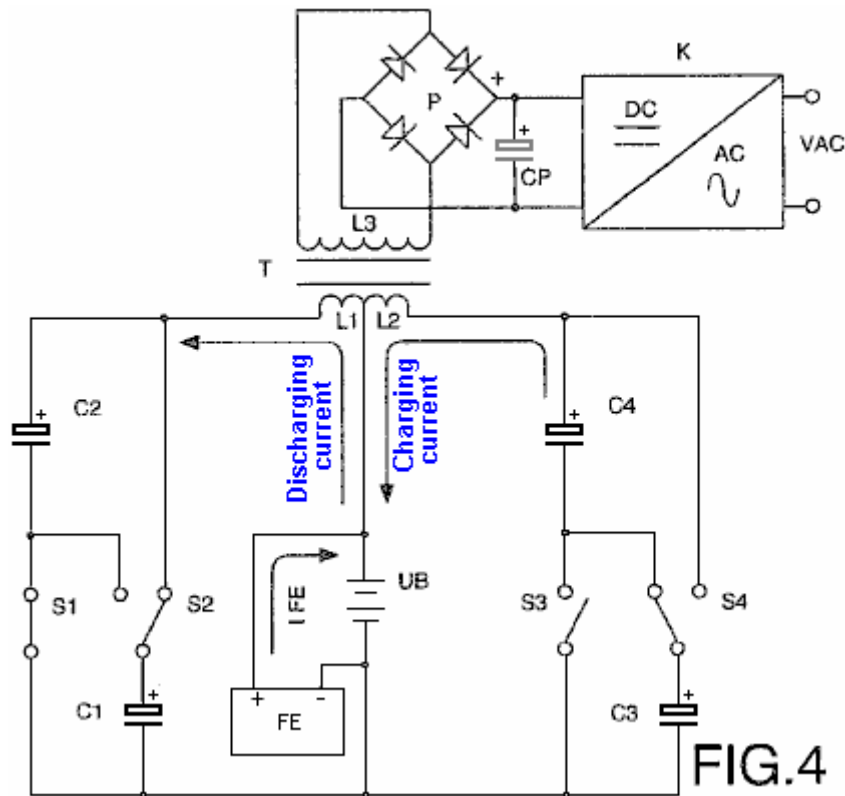 K
P
+
DC
AC
VAC
+
CP
L3
T
L1
L2
Discharging
current
Charging
current
C2
+
C4
+
S1
S2
UB
S3
S4
I FE
C1
+
+
-
FE
C3
+
FIG.4